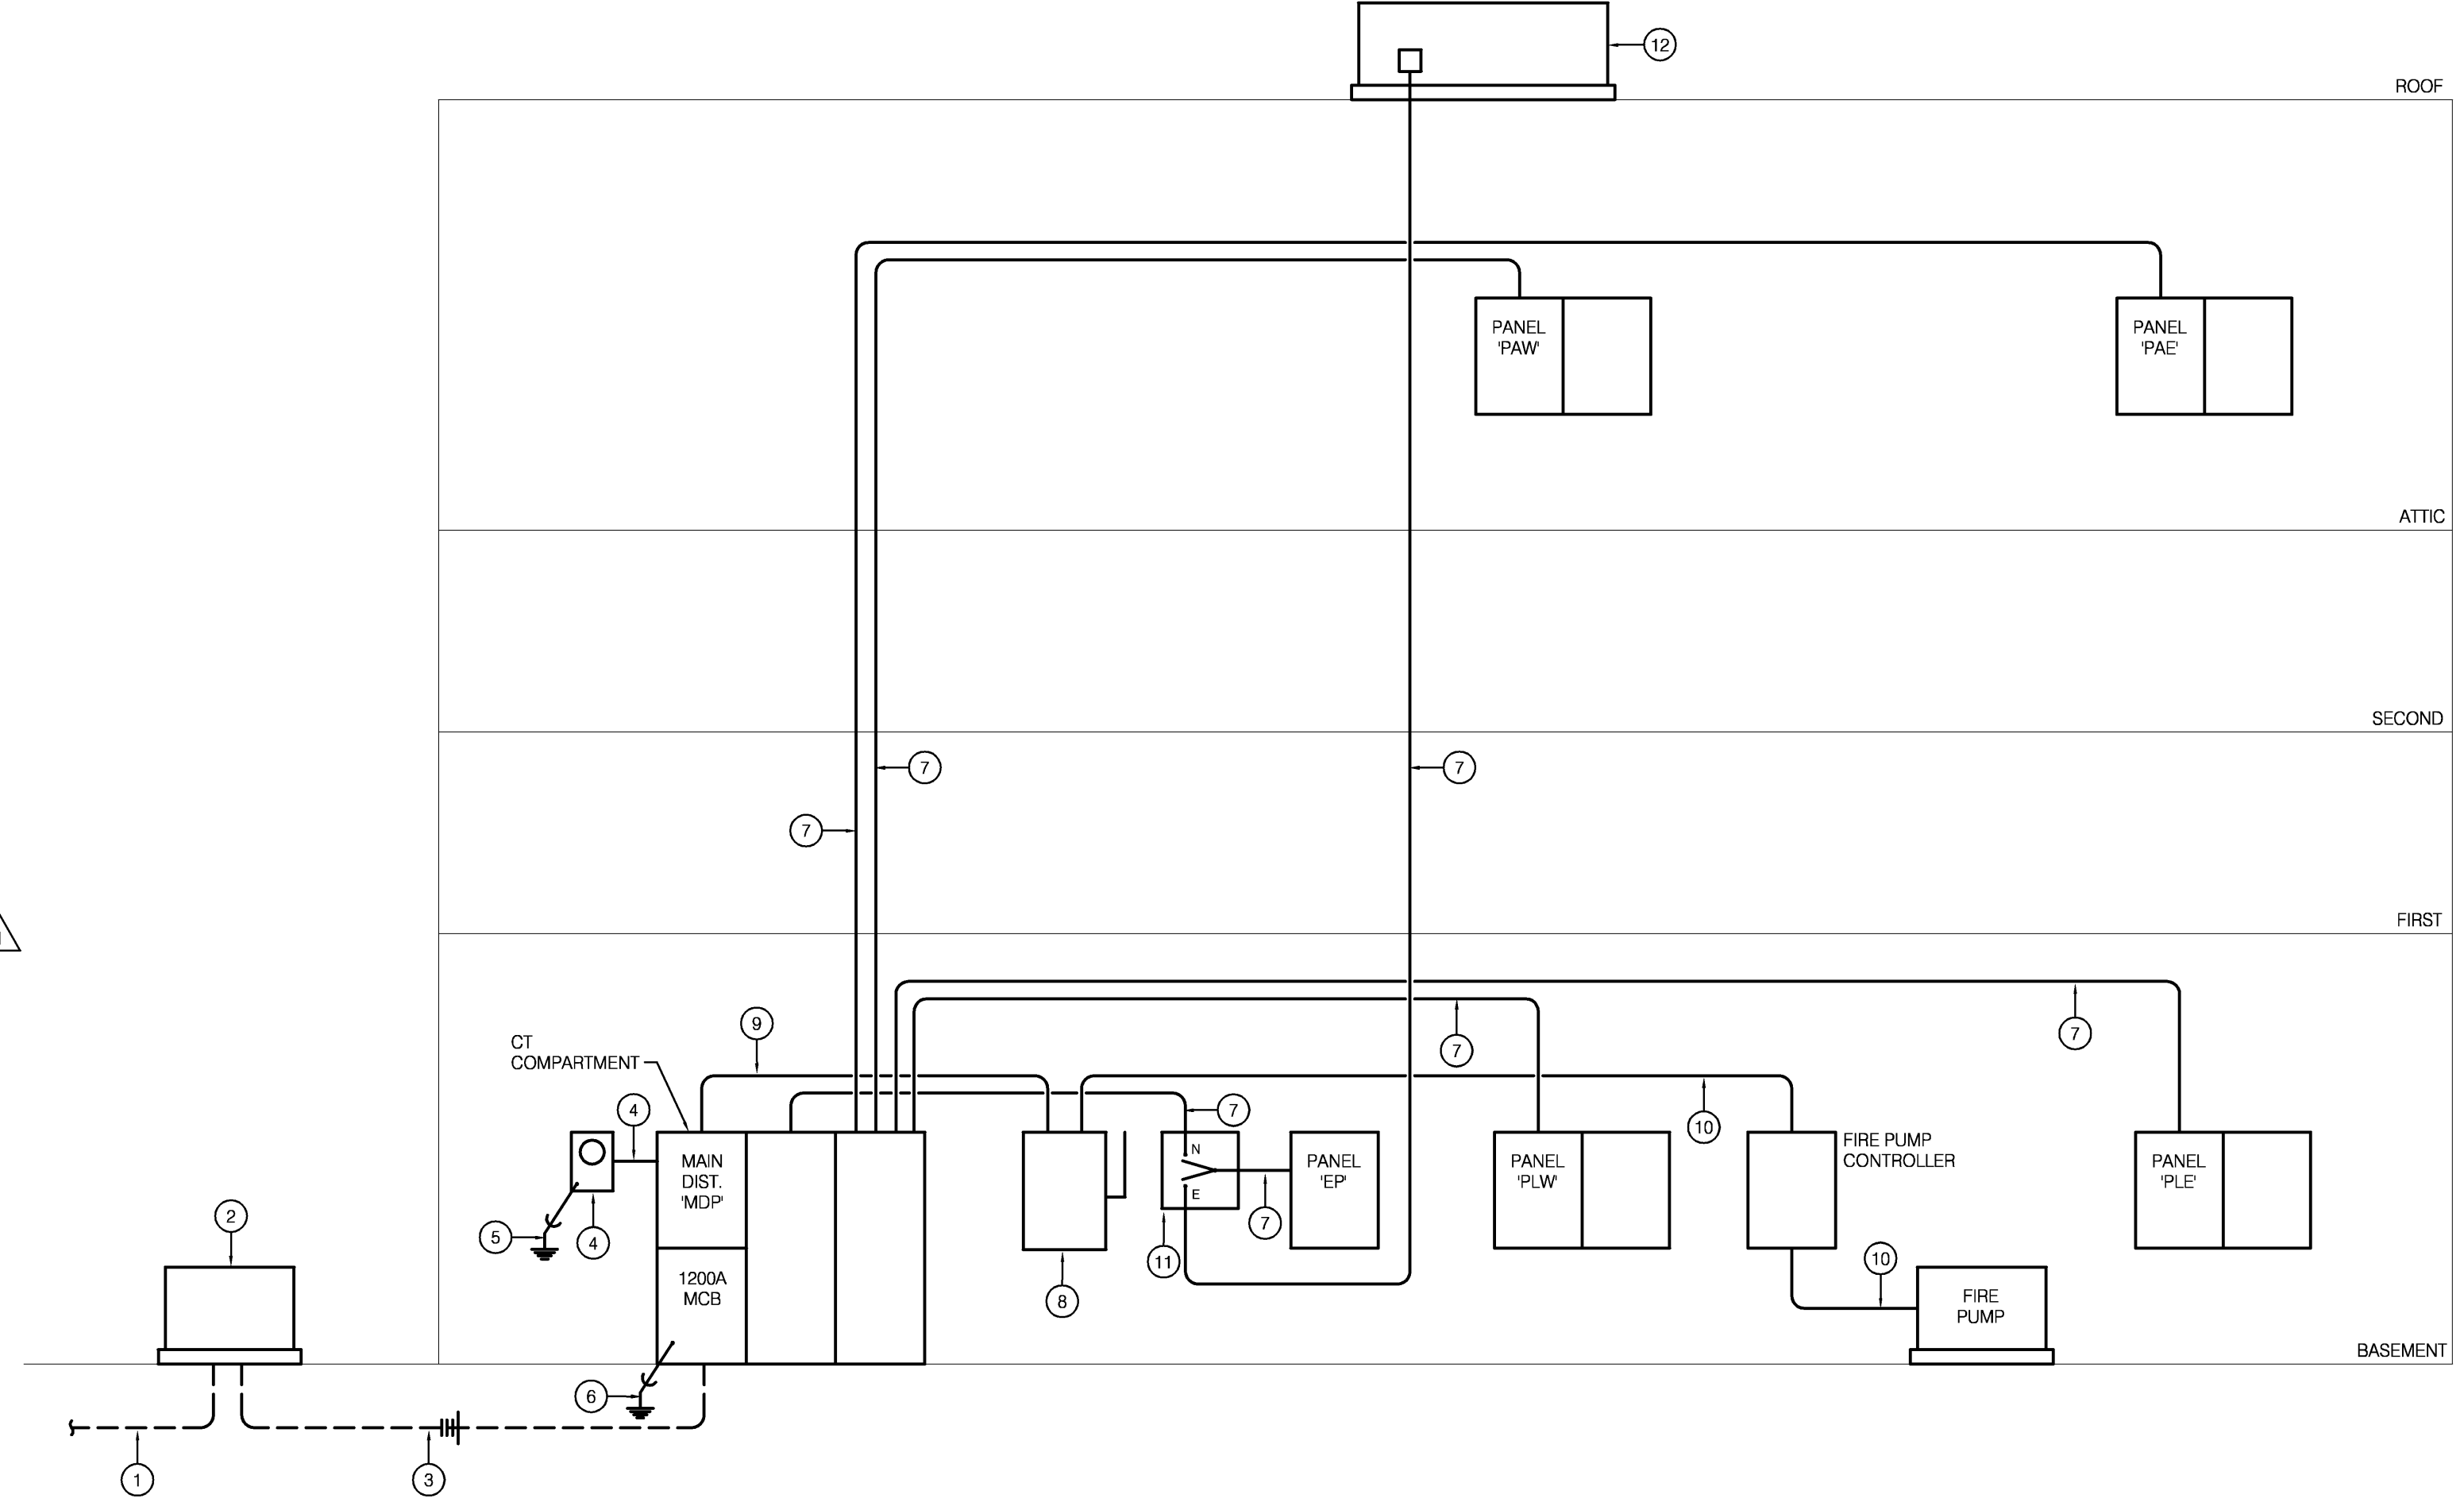 12
ROOF
PANEL
'PAW'
PANEL
'PAE'
ATTIC
SECOND
7
7
7
FIRST
9
7
7
CT
COMPARTMENT
4
7
10
MAIN
DIST.
'MDP'
N
E
PANEL
'EP'
PANEL
'PLW'
FIRE PUMP
CONTROLLER
PANEL
'PLE'
2
5
4
11
7
10
1200A
MCB
8
FIRE
PUMP
BASEMENT
6
1
3